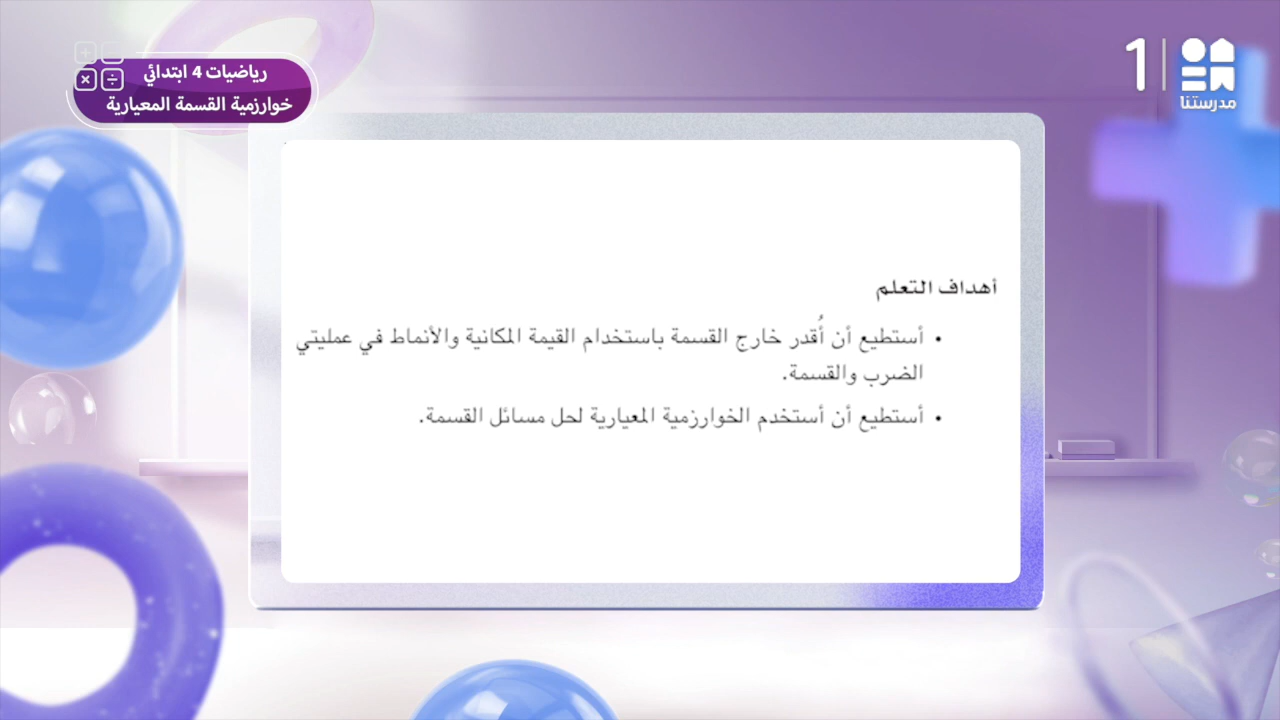 رياضيات 4 ابتدائي
خوارزمية القسمة المعيارية
1
مدرستنا
أهداف التعلم
• أستطيع أن أُقدر خارج القسمة باستخدام القيمة المكانية والأنماط في عمليتي
الضرب والقسمة.
• أستطيع أن أستخدم الخوارزمية المعيارية لحل مسائل القسمة.